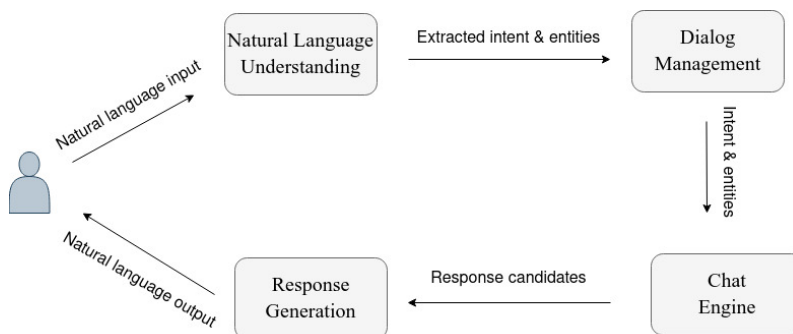 Natural Language
Understanding
Extracted intent & entities
Dialog
Management
Natural language input
Intent & entities
Natural language output
Response
Generation
Response candidates
Chat
Engine